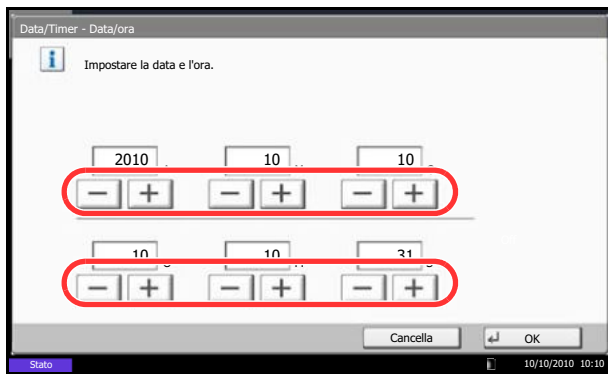 Data/Timer - Data/ora
Impostare la data e l'ora.
2010 10 10
− + − + − +
10 10 31
− + − + − +
Cancella OK
Stato 10/10/2010 10:10